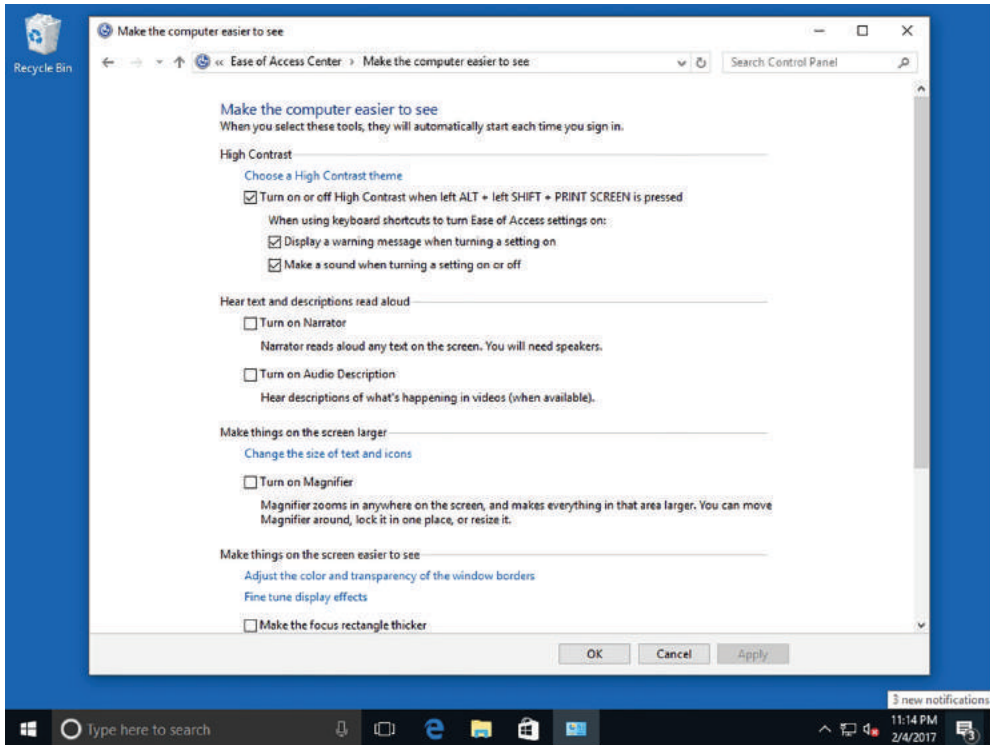 Recycle Bin
Make the computer easier to see
« Ease of Access Center › Make the computer easier to see
Search Control Panel
Make the computer easier to see
When you select these tools, they will automatically start each time you sign in.
High Contrast
Choose a High Contrast theme
Turn on or off High Contrast when left ALT + left SHIFT + PRINT SCREEN is pressed
When using keyboard shortcuts to turn Ease of Access settings on:
Display a warning message when turning a setting on
Make a sound when turning a setting on or off
Hear text and descriptions read aloud
Turn on Narrator
Narrator reads aloud any text on the screen. You will need speakers.
Turn on Audio Description
Hear descriptions of what's happening in videos (when available).
Make things on the screen larger
Change the size of text and icons
Turn on Magnifier
Magnifier zooms in anywhere on the screen, and makes everything in that area larger. You can move
Magnifier around, lock it in one place, or resize it.
Make things on the screen easier to see
Adjust the color and transparency of the window borders
Fine tune display effects
Make the focus rectangle thicker
OK Cancel Apply
3 new notifications
Type here to search
11:14 PM
2/4/2017
3